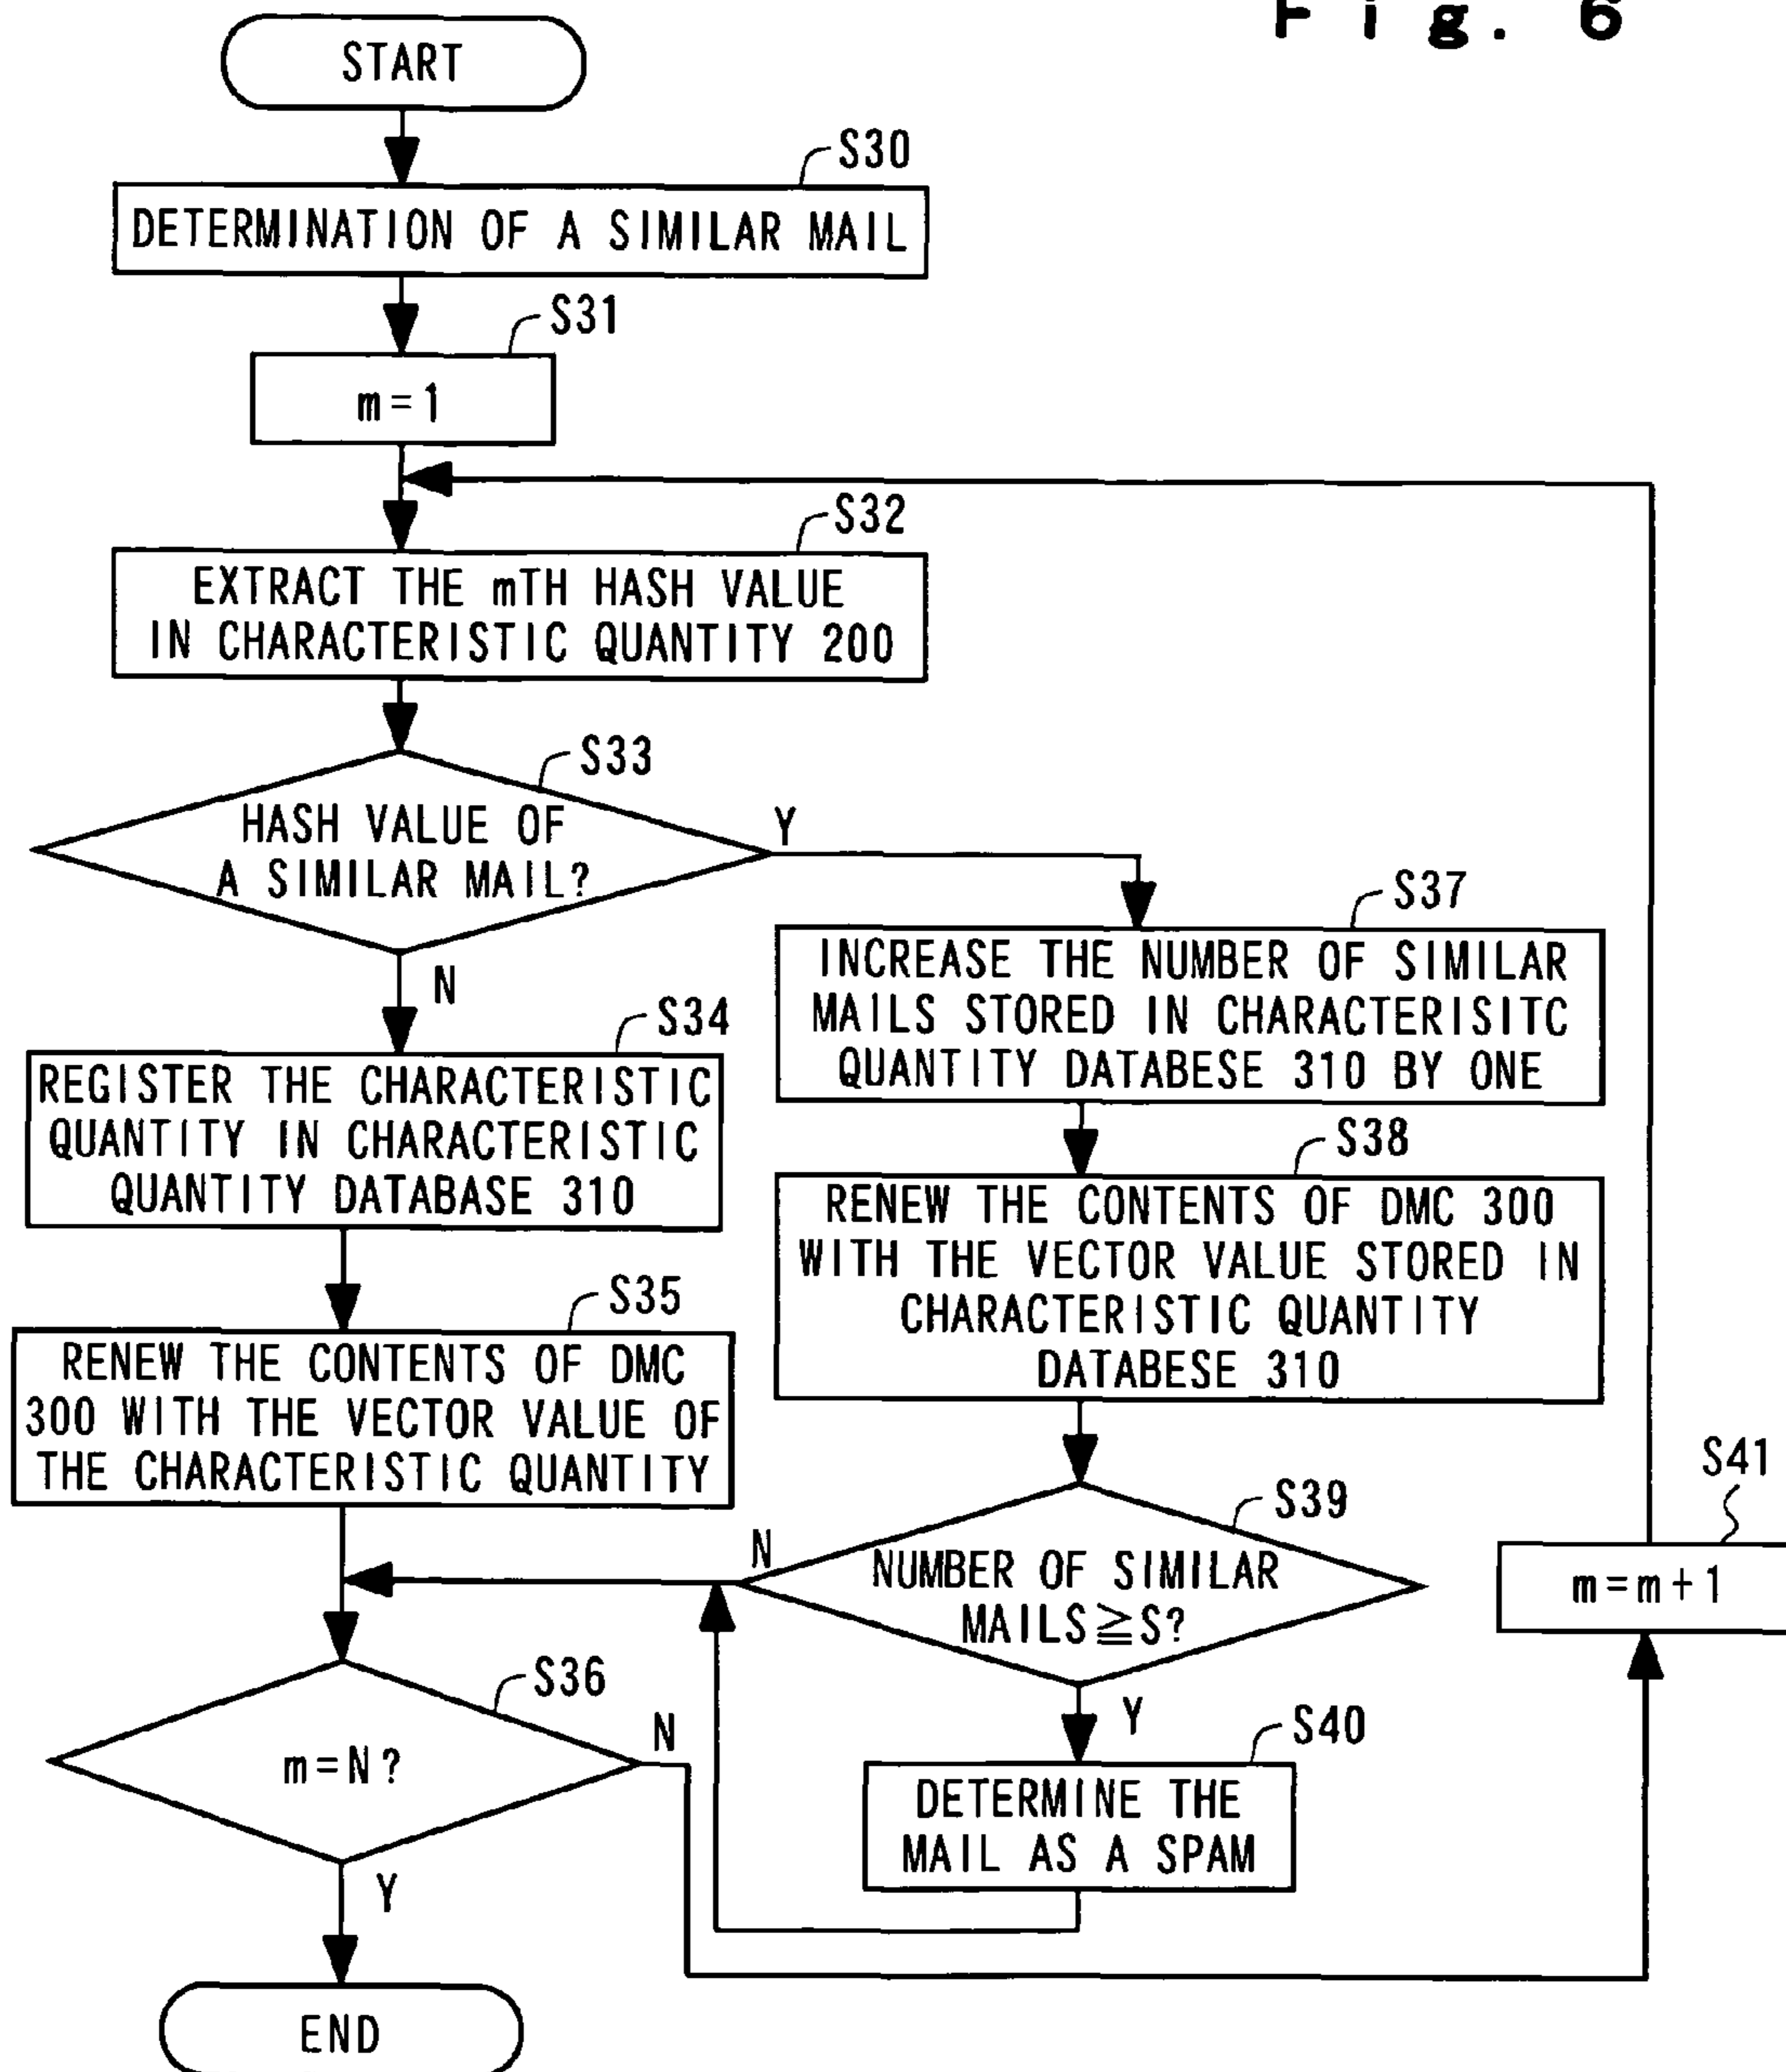 Fig. 6
START
S30
DETERMINATION OF A SIMILAR MAIL
S31
m=1
S32
EXTRACT THE mTH HASH VALUE
IN CHARACTERISTIC QUANTITY 200
S33
HASH VALUE OF
A SIMILAR MAIL?
Y
N
S34
REGISTER THE CHARACTERISTIC
QUANTITY IN CHARACTERISTIC
QUANTITY DATABASE 310
S35
RENEW THE CONTENTS OF DMC
300 WITH THE VECTOR VALUE OF
THE CHARACTERISTIC QUANTITY
S37
INCREASE THE NUMBER OF SIMILAR
MAILS STORED IN CHARACTERISITC
QUANTITY DATABESE 310 BY ONE
S38
RENEW THE CONTENTS OF DMC 300
WITH THE VECTOR VALUE STORED IN
CHARACTERISTIC QUANTITY
DATABESE 310
S39
NUMBER OF SIMILAR
MAILS≧S?
N
Y
S40
DETERMINE THE
MAIL AS A SPAM
S41
m=m+1
S36
m=N?
N
Y
END